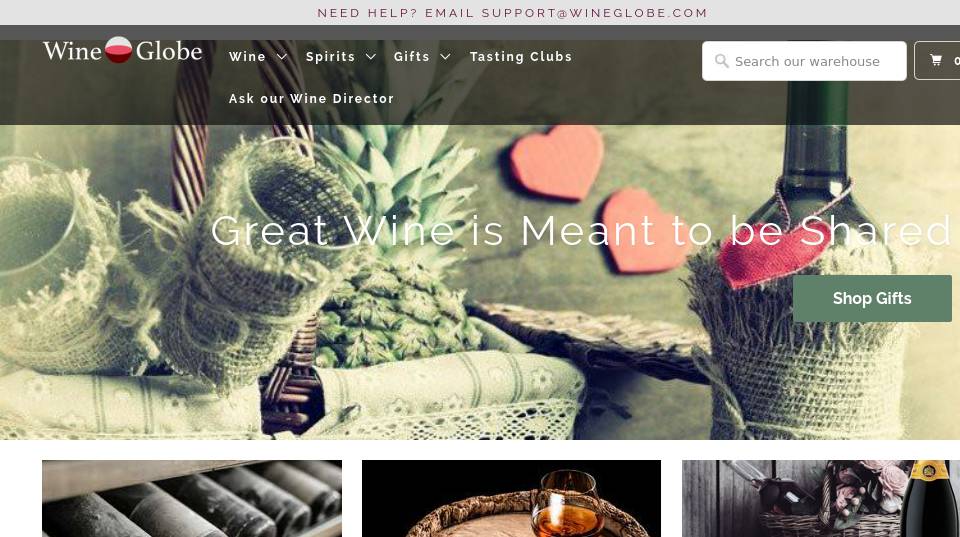 NEED HELP? EMAIL SUPPORT@WINEGLOBE.COM
Wine Globe
Wine
Spirits
Gifts
Tasting Clubs
Search our warehouse
0
Ask our Wine Director
Great Wine is Meant to be Shared
Shop Gifts